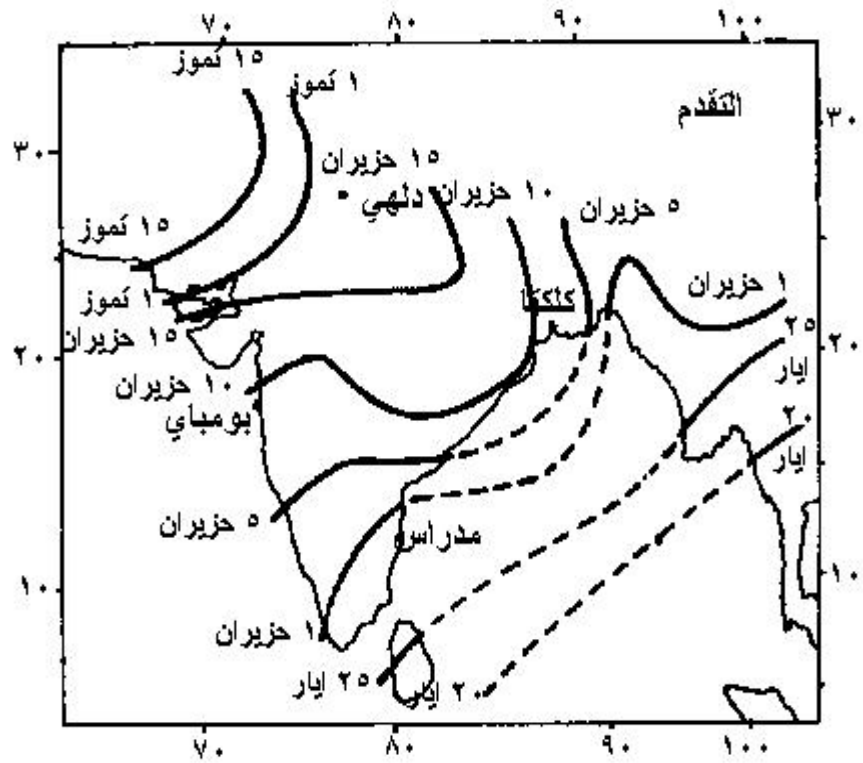 ٧٠ ٨٠ ٩٠ ١٠٠
١٥ تموز
١ تموز
التقدم
٣٠
٣٠
١٥ حزيران
دلهي
١٠ حزيران
٥ حزيران
١٥ تموز
١ حزيران
١ تموز
كلكتا
١٥ حزيران
٢٥
ايار
٢٠
٢٠
١٠ حزيران
بومباي
٢٠
ايار
٥ حزيران
مدراس
١٠
١٠
١ حزيران
٢٥ ايار
٢٠ ايار
٧٠ ٨٠ ٩٠ ١٠٠